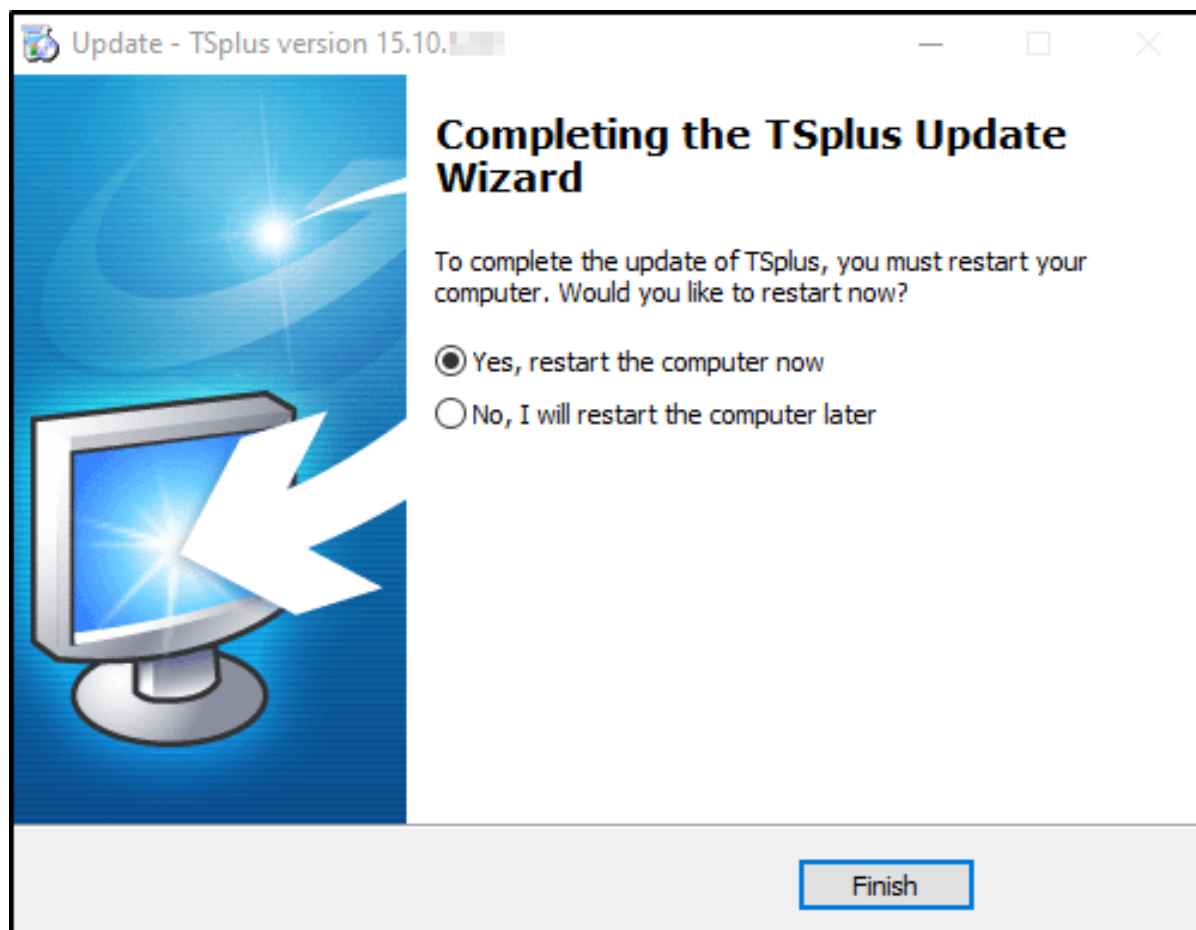 Update - TSplus version 15.10.
Completing the TSplus Update
Wizard
To complete the update of TSplus, you must restart your
computer. Would you like to restart now?
Yes, restart the computer now
No, I will restart the computer later
Finish